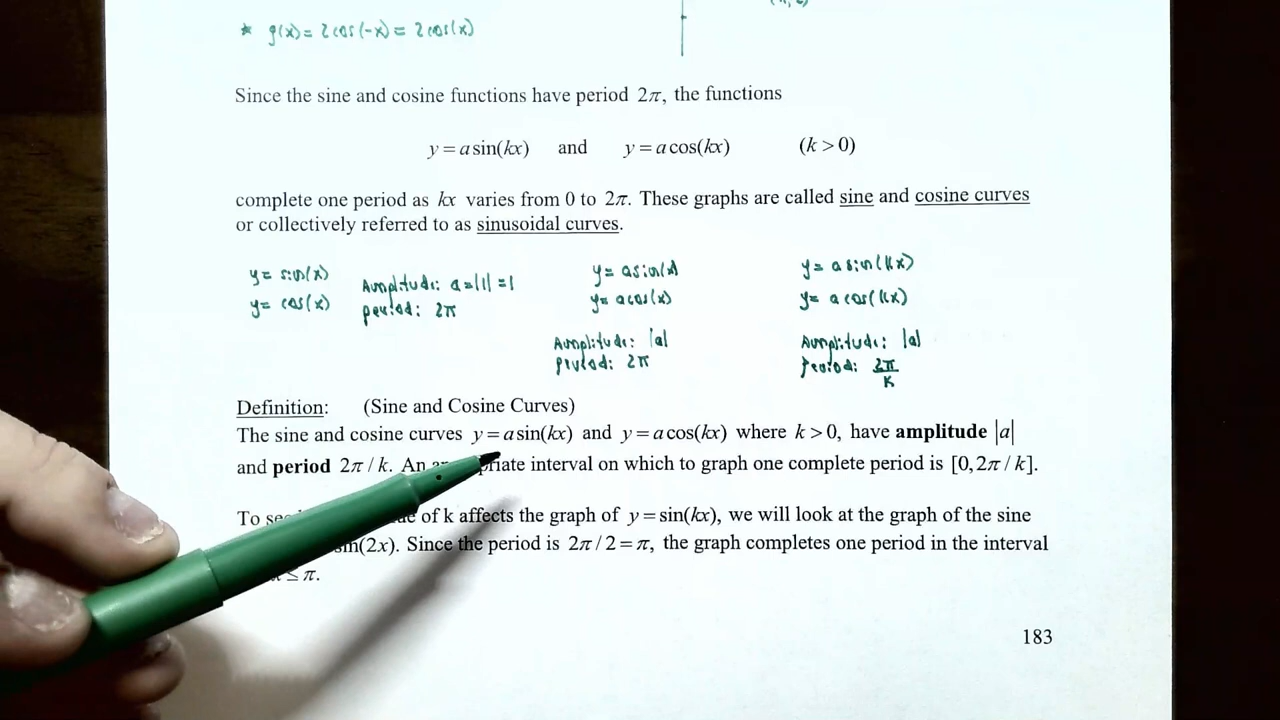 * g(x) = 2cos(-x) = 2cos(x)
Since the sine and cosine functions have period 2π, the functions
y = a sin(kx) and y = a cos(kx) (k > 0)
complete one period as kx varies from 0 to 2π. These graphs are called sine and cosine curves
or collectively referred to as sinusoidal curves.
y = sin(x)
y = cos(x)
Amplitude: a = |1| = 1
period: 2π
y = a sin(x)
y = a cos(x)
Amplitude: |a|
period: 2π
y = a sin(kx)
y = a cos(kx)
Amplitude: |a|
Period: 2π/k
Definition: (Sine and Cosine Curves)
The sine and cosine curves y = a sin(kx) and y = a cos(kx) where k > 0, have amplitude |a|
and period 2π / k. An interval on which to graph one complete period is [0, 2π / k].
To of k affects the graph of y = sin(kx), we will look at the graph of the sine
sin(2x). Since the period is 2π / 2 = π, the graph completes one period in the interval
≤ π.
183